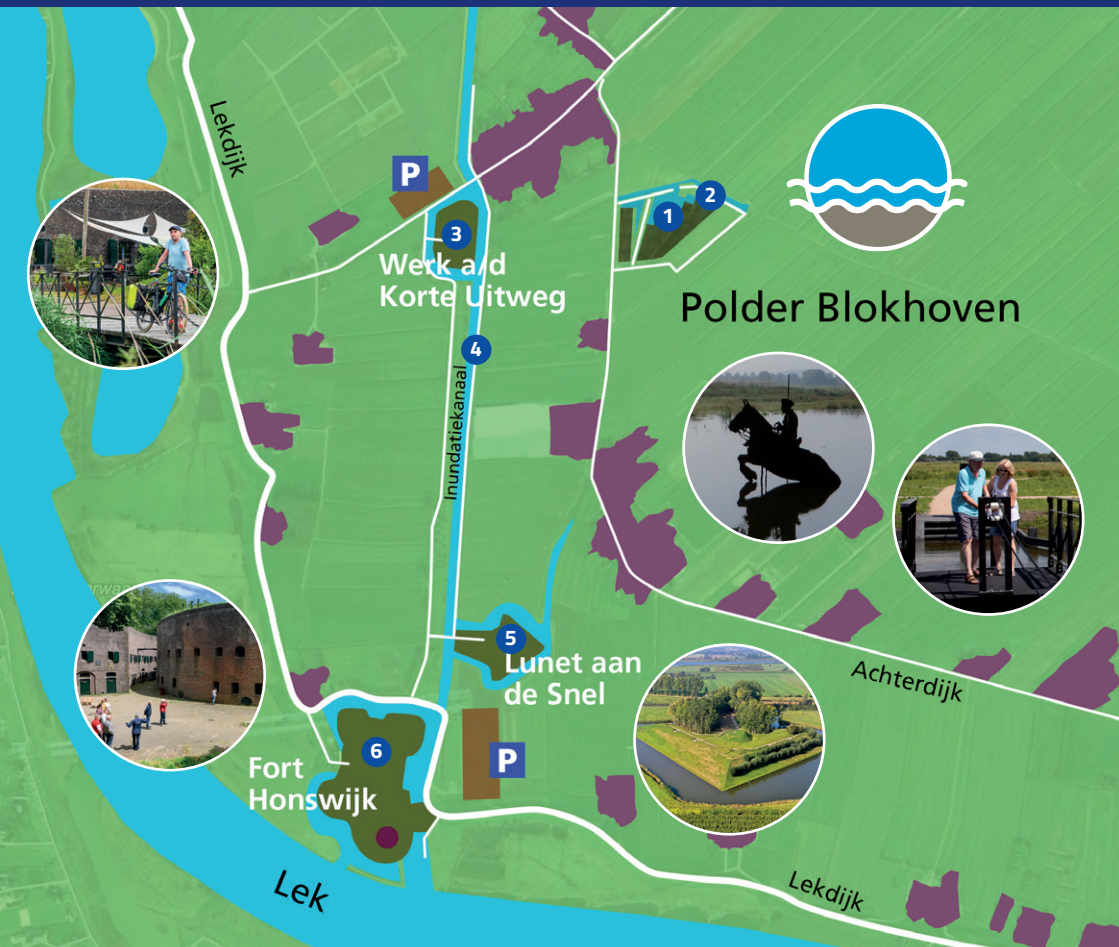 Lekdijk
P
1
2
3
Werk a/d
Korte Uitweg
Polder Blokhoven
4
Inundatiekanaal
5
Lunet aan
de Snel
Achterdijk
6
P
Fort
Honswijk
Lek
Lekdijk